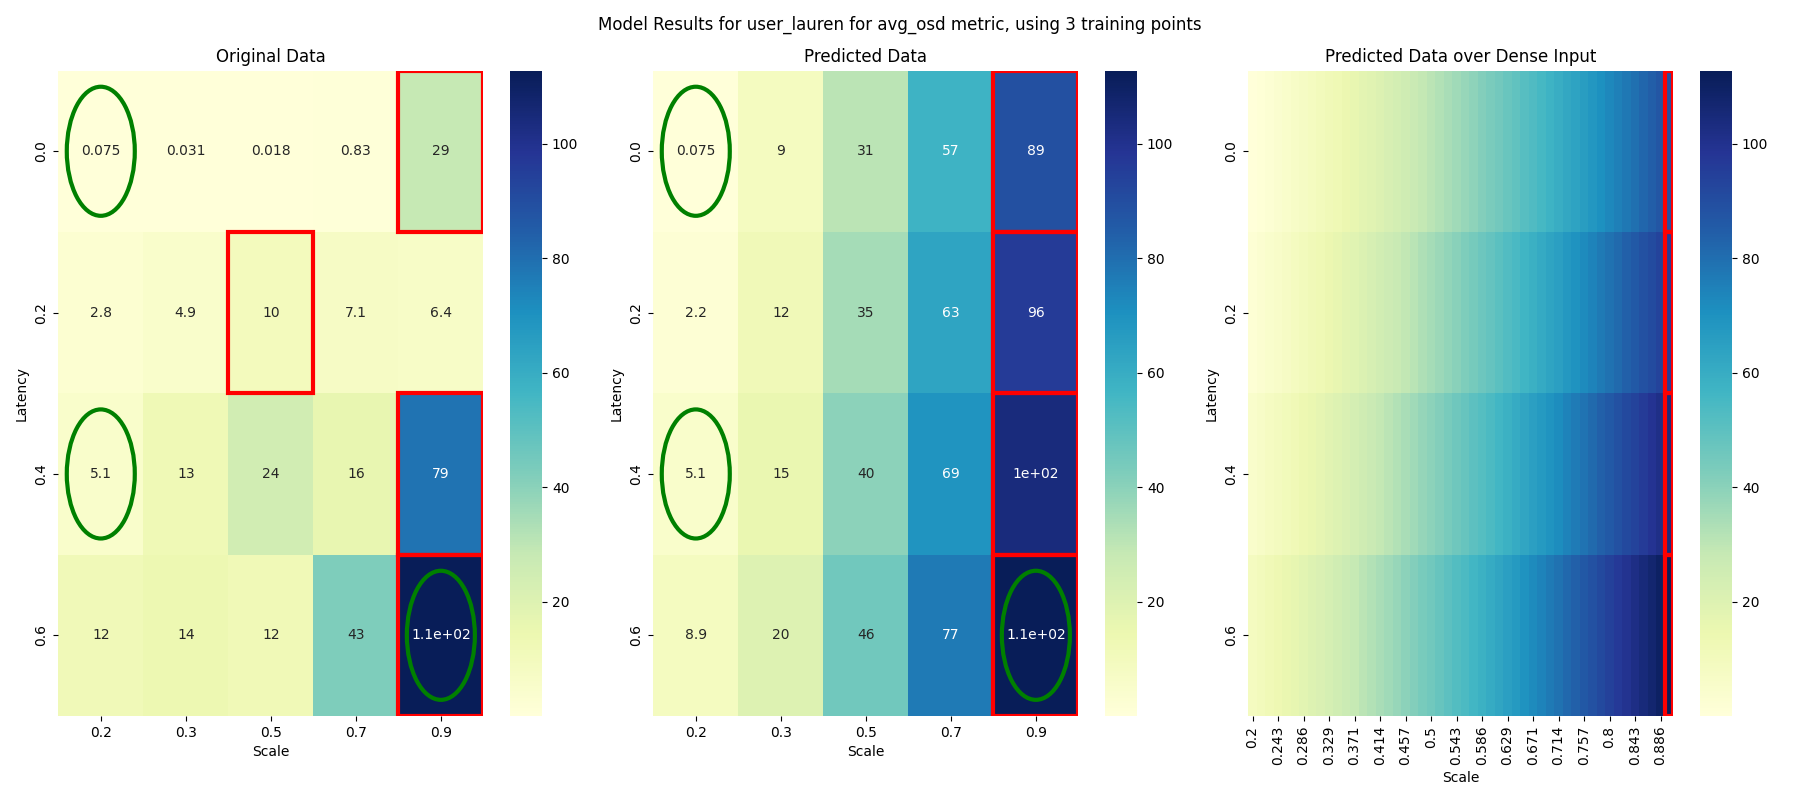 Model Results for user_lauren for avg_osd metric, using 3 training points
Original Data
Latency
0.0 0.075 0.031 0.018 0.83 29
0.2 2.8 4.9 10 7.1 6.4
0.4 5.1 13 24 16 79
0.6 12 14 12 43 1.1e+02
0.2 0.3 0.5 0.7 0.9
Scale
100
80
60
40
20
Predicted Data
Latency
0.0 0.075 9 31 57 89
0.2 2.2 12 35 63 96
0.4 5.1 15 40 69 1e+02
0.6 8.9 20 46 77 1.1e+02
0.2 0.3 0.5 0.7 0.9
Scale
100
80
60
40
20
Predicted Data over Dense Input
Latency
0.0
0.2
0.4
0.6
0.2 0.243 0.286 0.329 0.371 0.414 0.457 0.5 0.543 0.586 0.629 0.671 0.714 0.757 0.8 0.843 0.886
Scale
100
80
60
40
20